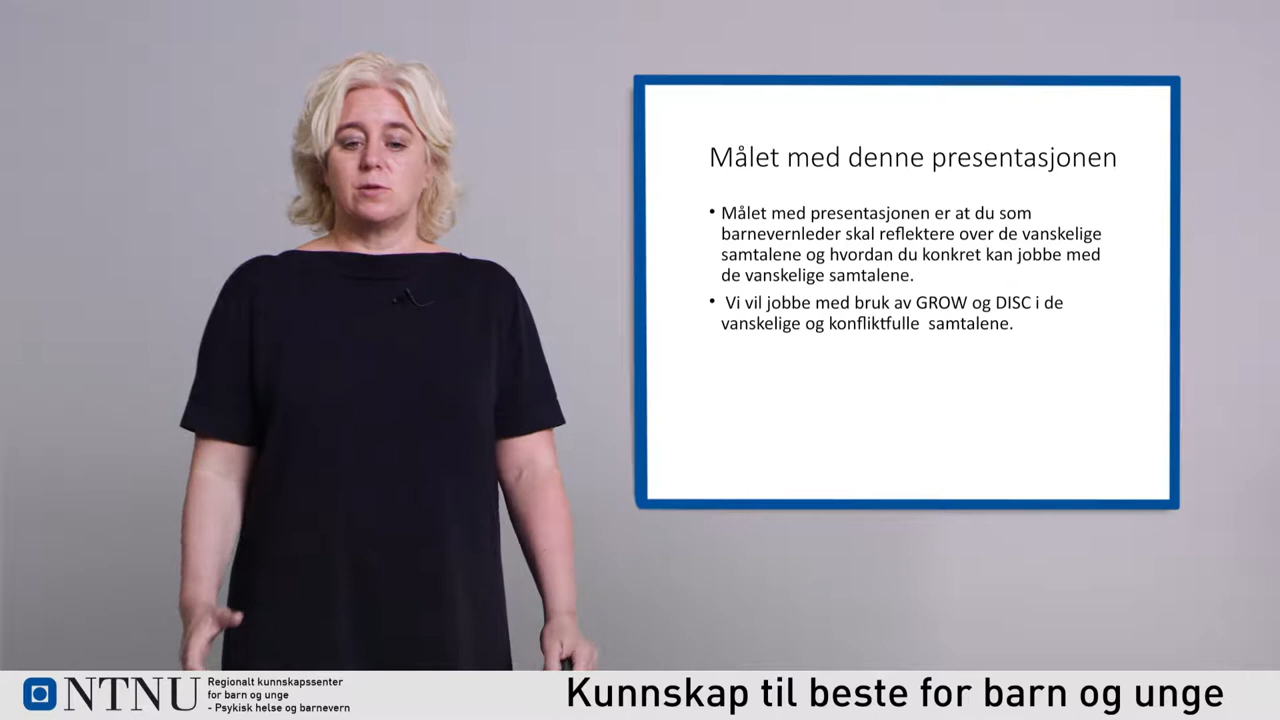 Målet med denne presentasjonen
• Målet med presentasjonen er at du som
barnevernleder skal reflektere over de vanskelige
samtalene og hvordan du konkret kan jobbe med
de vanskelige samtalene.
• Vi vil jobbe med bruk av GROW og DISC i de
vanskelige og konfliktfulle samtalene.
NTNU
Regionalt kunnskapssenter
for barn og unge
- Psykisk helse og barnevern
Kunnskap til beste for barn og unge